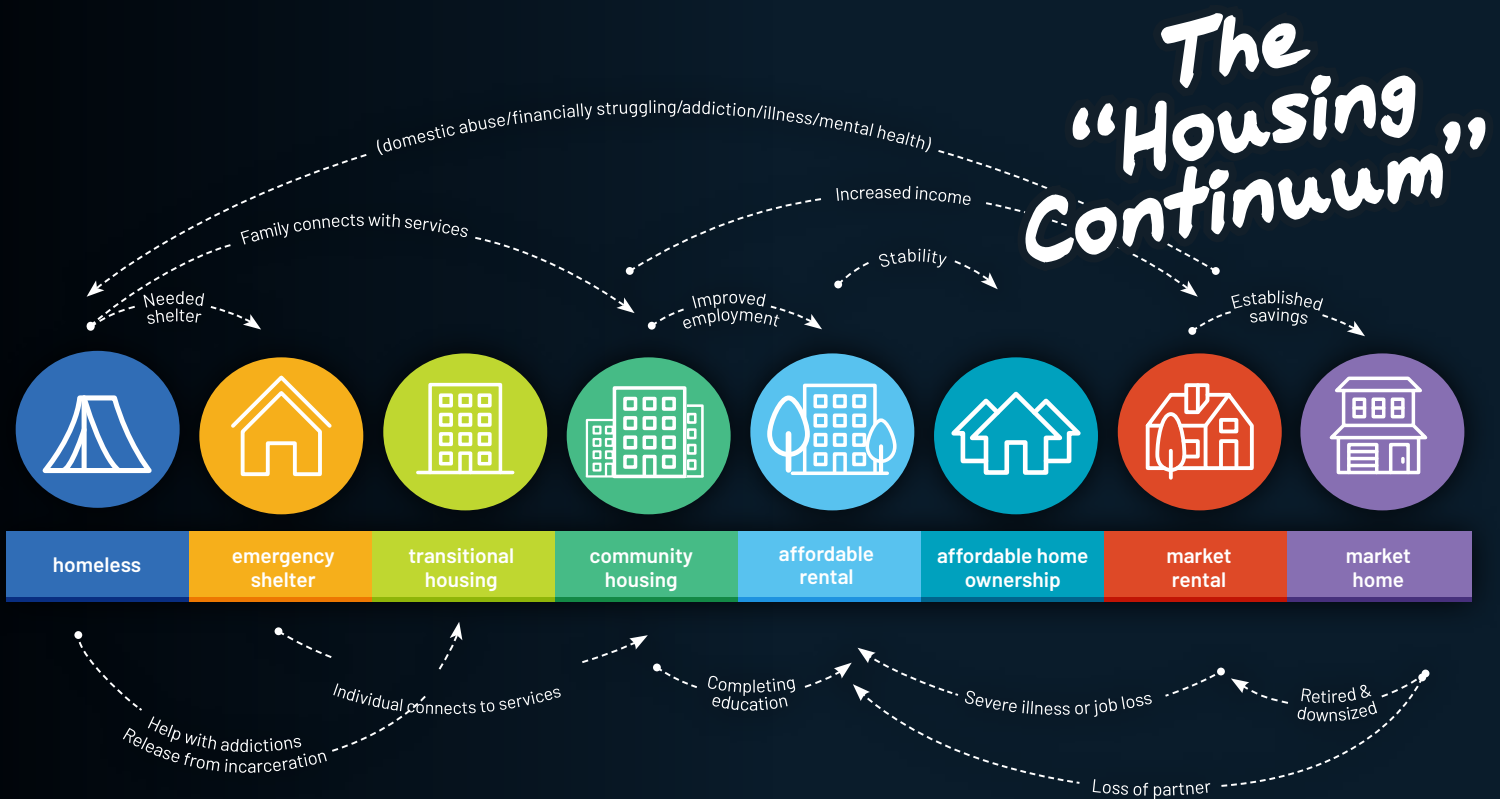 The
“Housing
Continuum”
(domestic abuse/financially struggling/addiction/illness/mental health)
Increased income
Family connects with services
Stability
Needed
shelter
Improved
employment
Established
savings
homeless
emergency
shelter
transitional
housing
community
housing
affordable
rental
affordable home
ownership
market
rental
market
home
Individual connects to services
Help with addictions
Release from incarceration
Completing
education
Severe illness or job loss
Retired &
downsized
Loss of partner